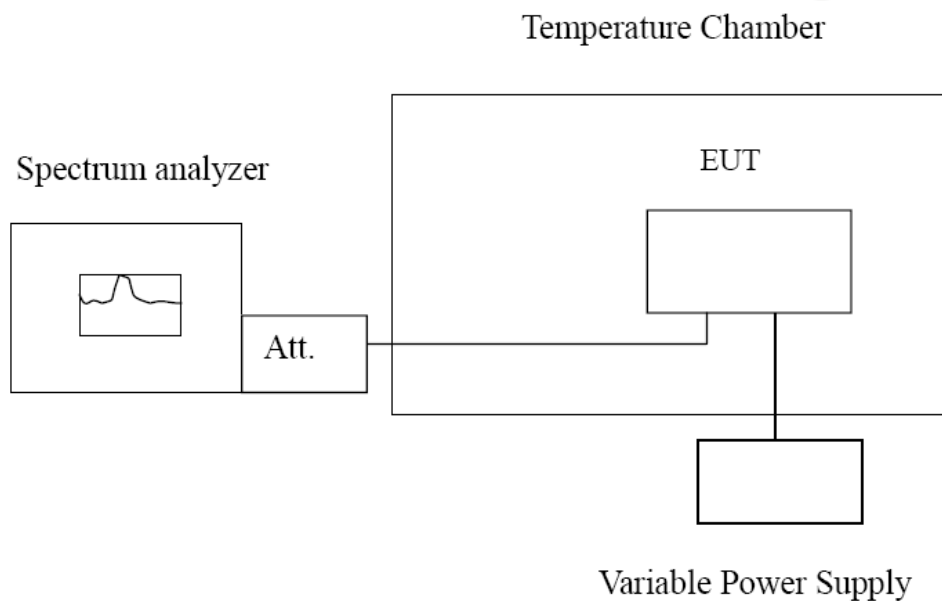 Temperature Chamber
Spectrum analyzer
EUT
Att.
Variable Power Supply